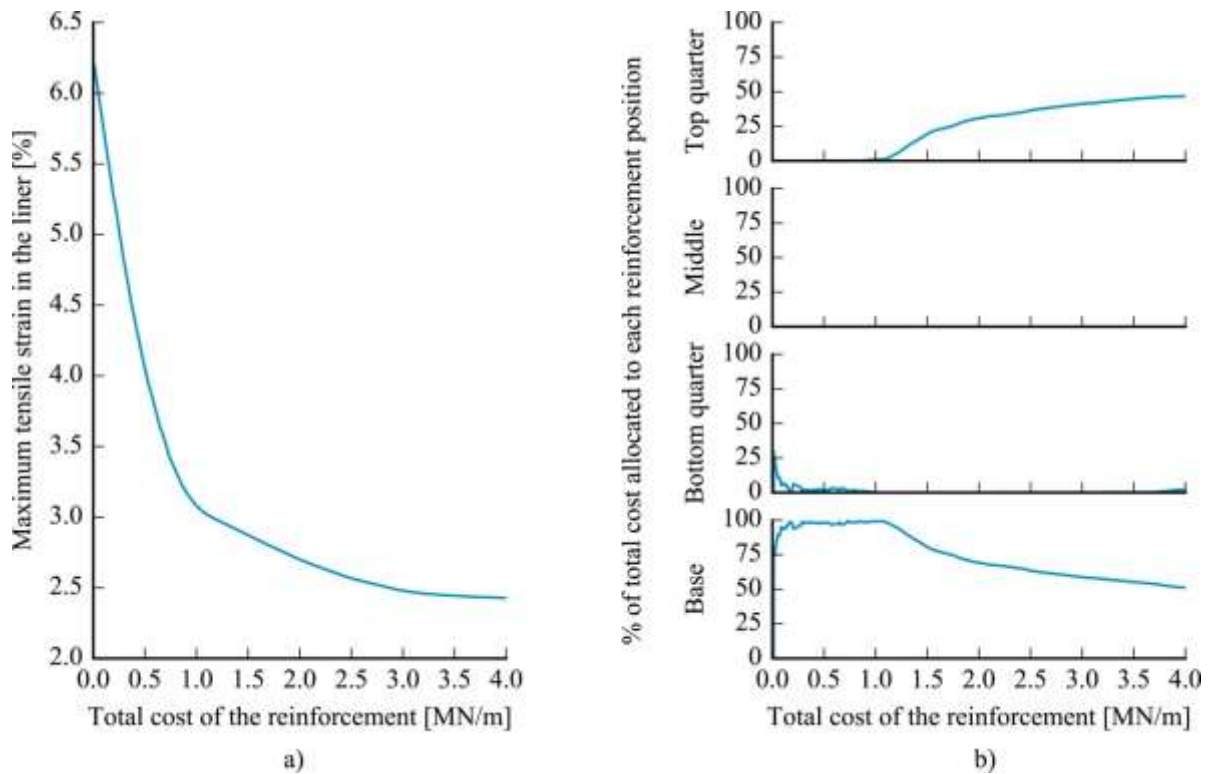 Maximum tensile strain in the liner [%]
6.5
6.0
5.5
5.0
4.5
4.0
3.5
3.0
2.5
2.0
0.0 0.5 1.0 1.5 2.0 2.5 3.0 3.5 4.0
Total cost of the reinforcement [MN/m]
a)
% of total cost allocated to each reinforcement position
Top quarter
100
75
50
25
0
Middle
100
75
50
25
0
Bottom quarter
100
75
50
25
0
Base
100
75
50
25
0
0.0 0.5 1.0 1.5 2.0 2.5 3.0 3.5 4.0
Total cost of the reinforcement [MN/m]
b)